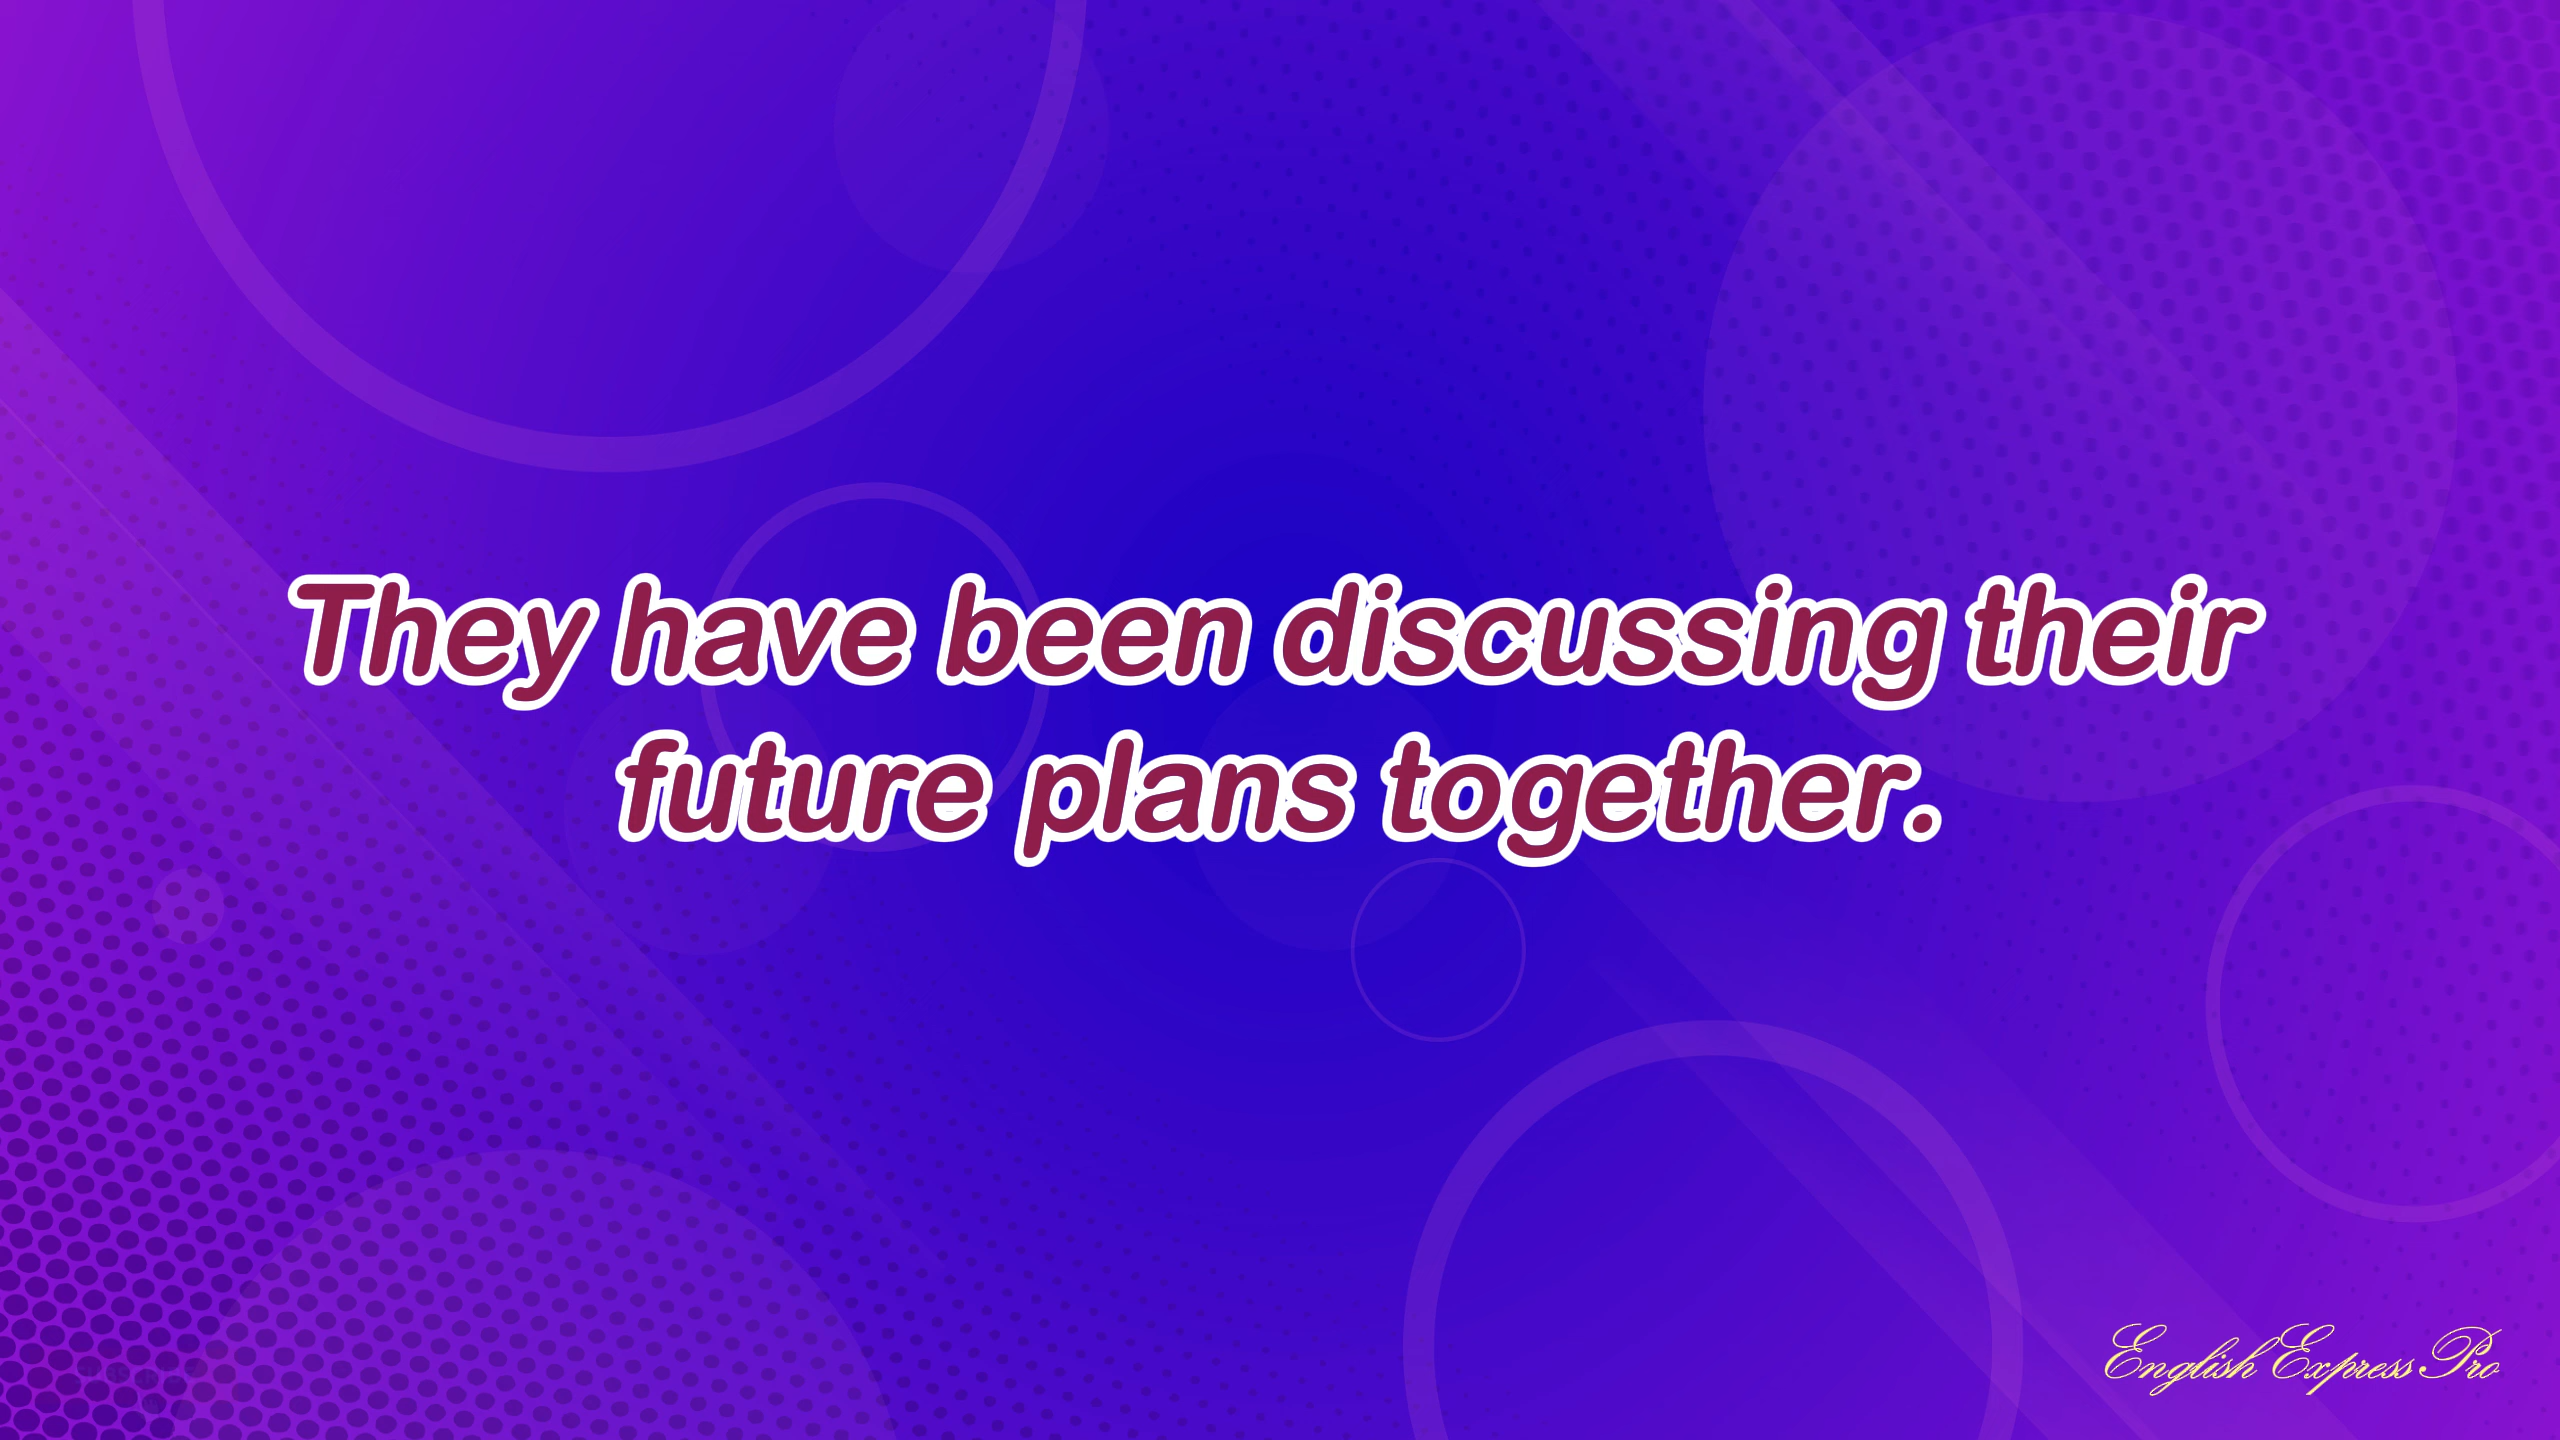 They have been discussing their
future plans together.
English Express Pro